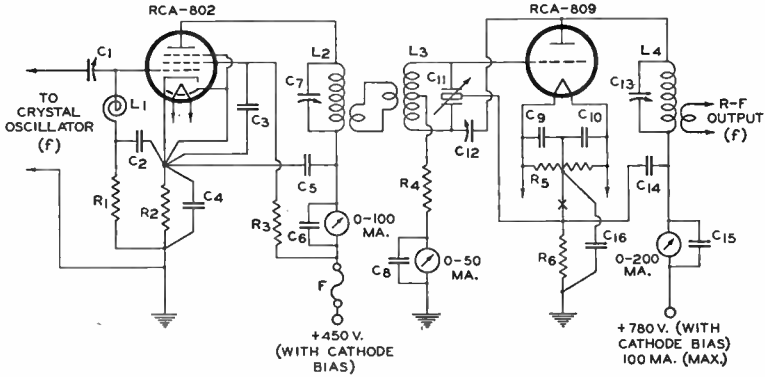 RCA-802
RCA-809
C1
L2
L3
L4
C7
C11
C13
TO
CRYSTAL
OSCILLATOR
(f)
L1
C3
C9
C10
R-F
OUTPUT
(f)
C2
C12
C5
R4
R5
C14
R1
R2
C4
R3
C6
0-100
MA.
X
C16
C8
0-50
MA.
R6
0-200
MA.
C15
F
+450 V.
(WITH CATHODE
BIAS)
+780 V. (WITH
CATHODE BIAS)
100 MA. (MAX.)